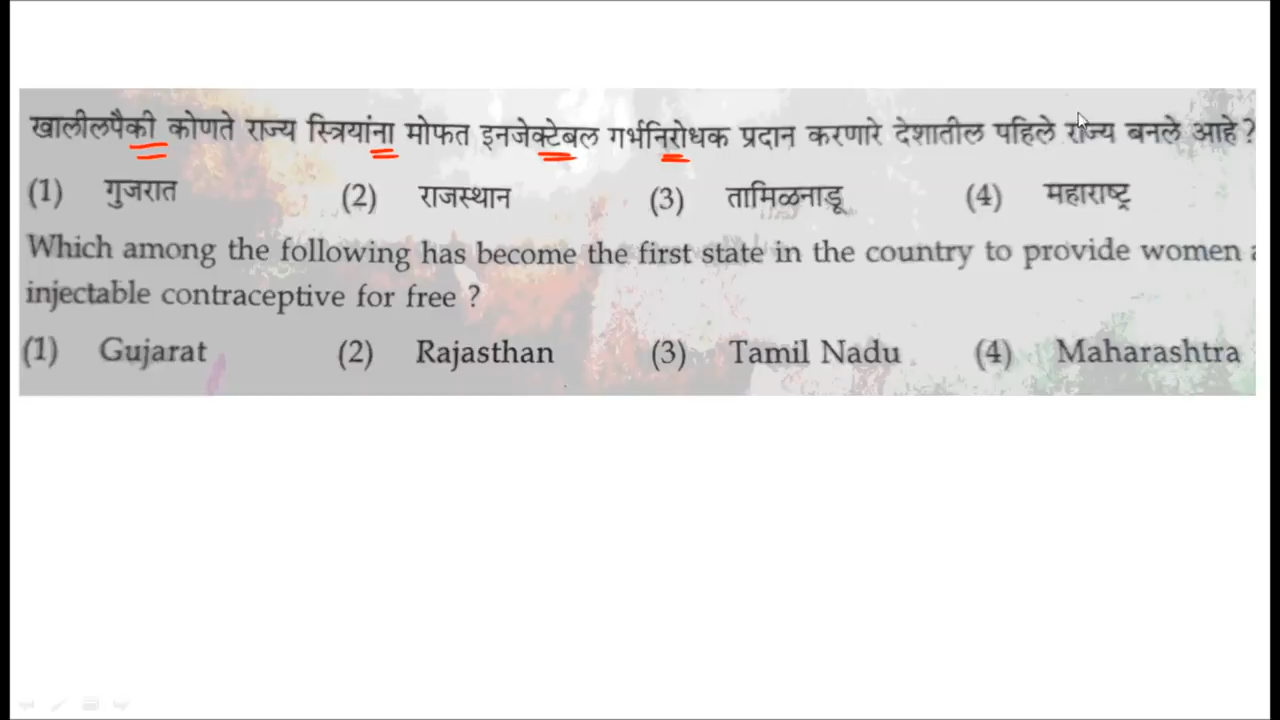 खालीलपैकी कोणते राज्य स्त्रियांना मोफत इनजेक्टेबल गर्भनिरोधक प्रदान करणारे देशातील पहिले राज्य बनले आहे?
(1) गुजरात (2) राजस्थान (3) तामिळनाडू (4) महाराष्ट्र
Which among the following has become the first state in the country to provide women a
injectable contraceptive for free ?
(1) Gujarat (2) Rajasthan (3) Tamil Nadu (4) Maharashtra